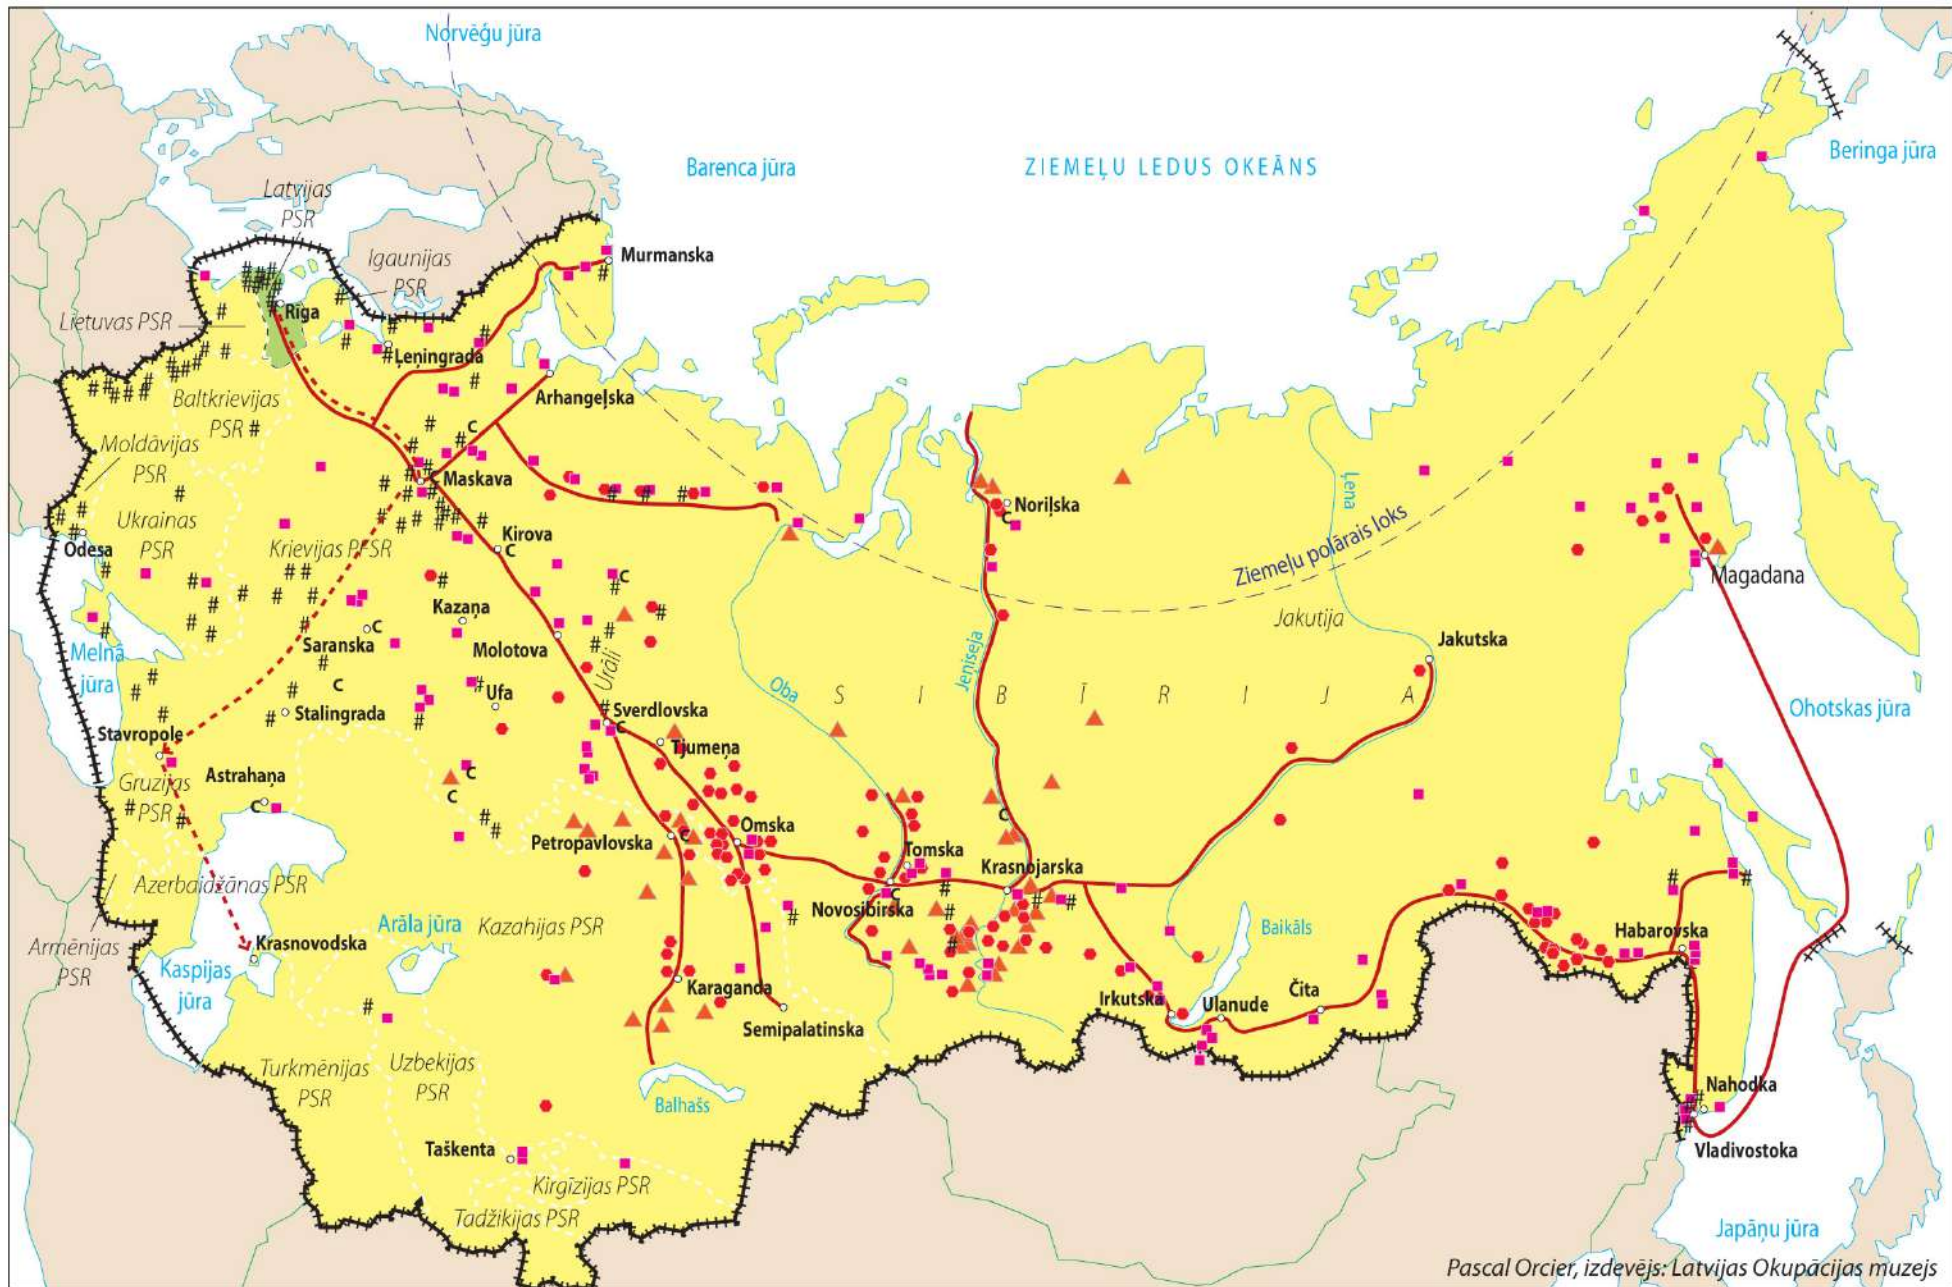 Norvēģu jūra
Barenca jūra
ZIEMEĻU LEDUS OKEĀNS
Beringa jūra
Latvijas
PSR
Igaunijas
PSR
Murmanska
Lietuvas PSR
Rīga
Ļeņingrada
Arhangeļska
Baltkrievijas
PSR
C
Moldāvijas
PSR
Maskava
C
Noriļska
C
Ļena
Ziemeļu polārais loks
Ukrainas
PSR
Krievijas PFSR
Odesa
Kirova
C
C
Magadana
Kazaņa
Saranska
C
Molotova
Urāli
Jakutija
Jakutska
Melnā
jūra
C
Ufa
Oba
Jeņiseja
S I B Ī R I J A
Stalingrada
Sverdlovska
C
Ohotskas jūra
Stavropole
Tjumeņa
Gruzijas
PSR
Astrahaņa
C
C
C
C
Petropavlovska
C
Omska
Tomska
Krasnojarska
Azerbaidžānas PSR
Arāla jūra
Kazahijas PSR
Novosibirska
C
Baikāls
Habarovska
Armēnijas
PSR
Krasnovodska
Kaspijas
jūra
Karaganda
Semipalatinska
Irkutska
Ulanude
Čita
Turkmēnijas
PSR
Uzbekijas
PSR
Balhašs
Nahodka
Taškenta
Vladivostoka
Kirgīzijas PSR
Tadžikijas PSR
Japāņu jūra
Pascal Orcier, izdevējs: Latvijas Okupācijas muzejs